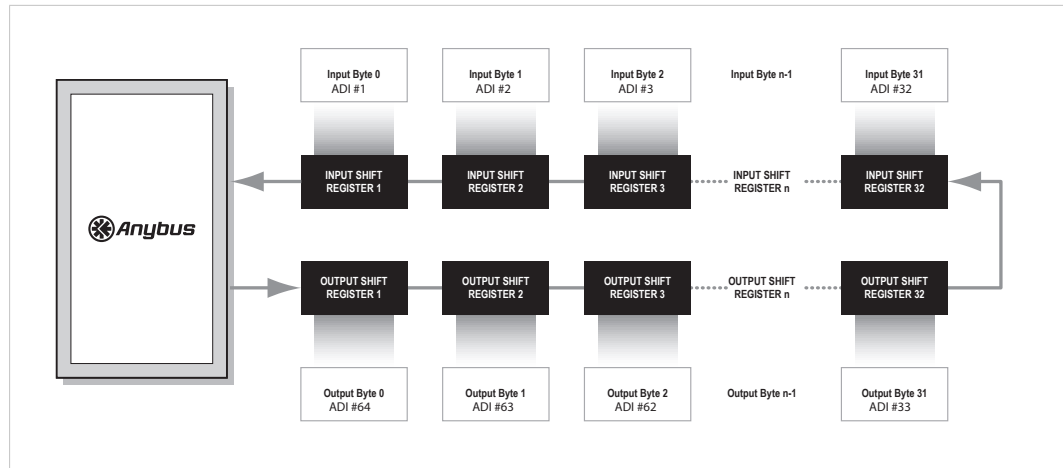 Input Byte 0
ADI #1
Input Byte 1
ADI #2
Input Byte 2
ADI #3
Input Byte n-1
Input Byte 31
ADI #32
INPUT SHIFT
REGISTER 1
INPUT SHIFT
REGISTER 2
INPUT SHIFT
REGISTER 3
INPUT SHIFT
REGISTER n
INPUT SHIFT
REGISTER 32
Anybus
OUTPUT SHIFT
REGISTER 1
OUTPUT SHIFT
REGISTER 2
OUTPUT SHIFT
REGISTER 3
OUTPUT SHIFT
REGISTER n
OUTPUT SHIFT
REGISTER 32
Output Byte 0
ADI #64
Output Byte 1
ADI #63
Output Byte 2
ADI #62
Output Byte n-1
Output Byte 31
ADI #33